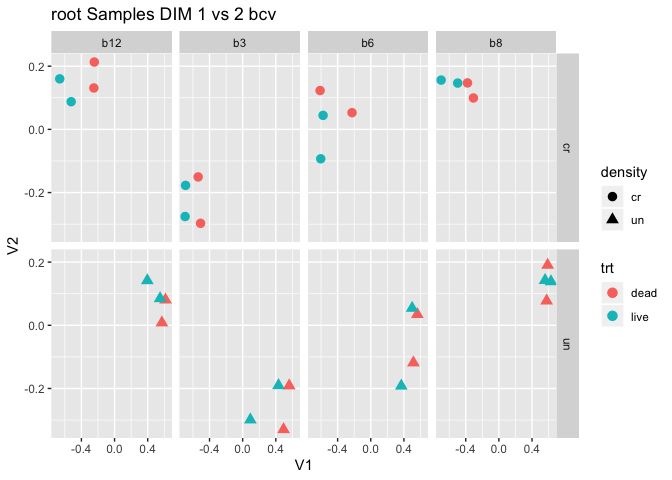 root Samples DIM 1 vs 2 bcv
b12 b3 b6 b8
0.2
0.0
-0.2
cr
0.2
0.0
-0.2
un
-0.4 0.0 0.4 -0.4 0.0 0.4 -0.4 0.0 0.4 -0.4 0.0 0.4
V1
V2
density
cr
un
trt
dead
live